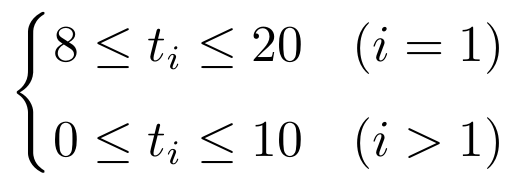 8 ≤ t_i ≤ 20 (i = 1)
0 ≤ t_i ≤ 10 (i > 1)